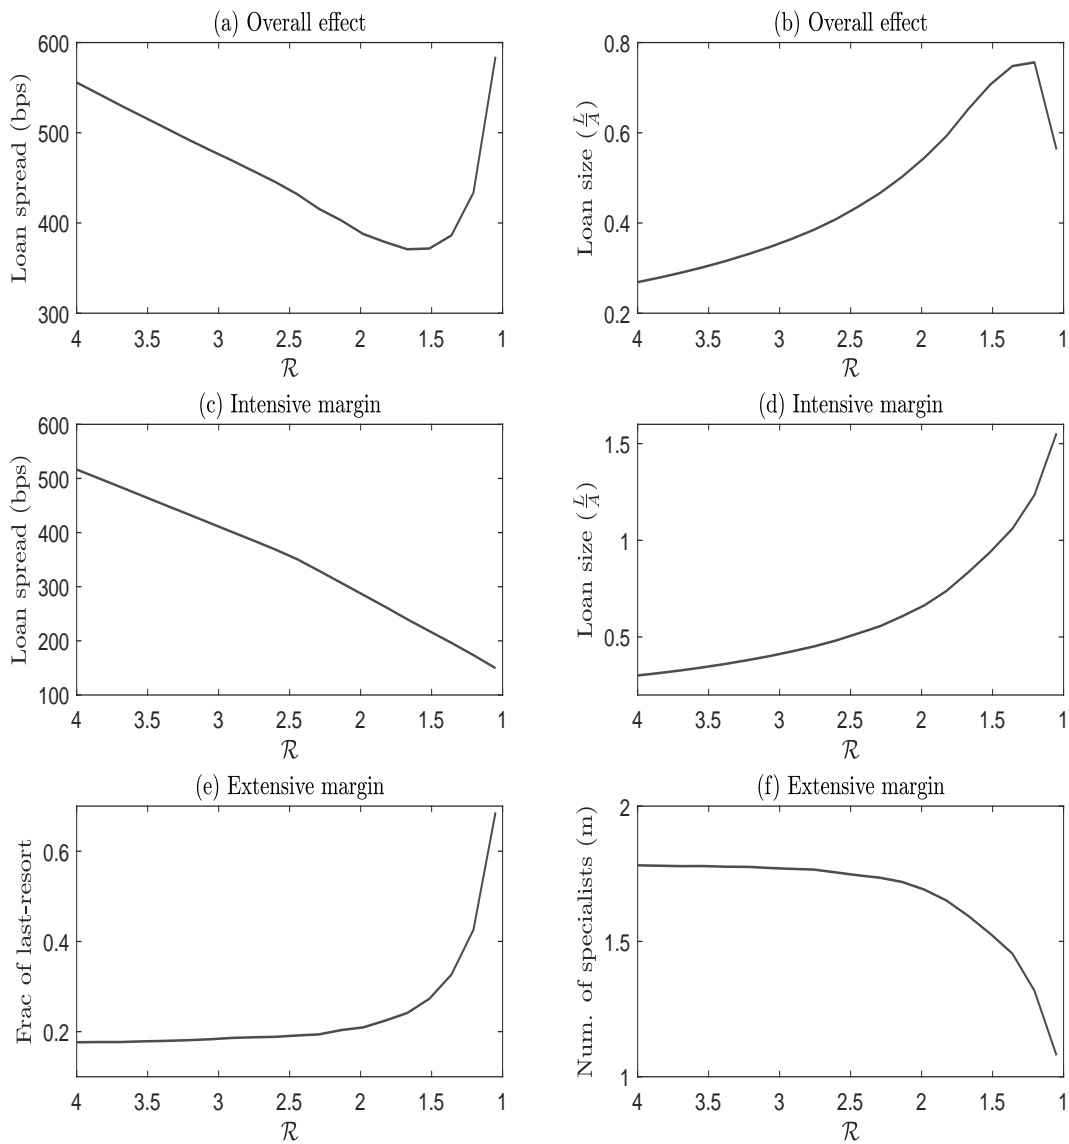 (a) Overall effect
600
500
400
300
Loan spread (bps)
4 3.5 3 2.5 2 1.5 1
ℛ
(b) Overall effect
0.8
0.6
0.4
0.2
Loan size (L/A)
4 3.5 3 2.5 2 1.5 1
ℛ
(c) Intensive margin
600
500
400
300
200
100
Loan spread (bps)
4 3.5 3 2.5 2 1.5 1
ℛ
(d) Intensive margin
1.5
1
0.5
Loan size (L/A)
4 3.5 3 2.5 2 1.5 1
ℛ
(e) Extensive margin
0.6
0.4
0.2
Frac of last-resort
4 3.5 3 2.5 2 1.5 1
ℛ
(f) Extensive margin
2
1.5
1
Num. of specialists (m)
4 3.5 3 2.5 2 1.5 1
ℛ